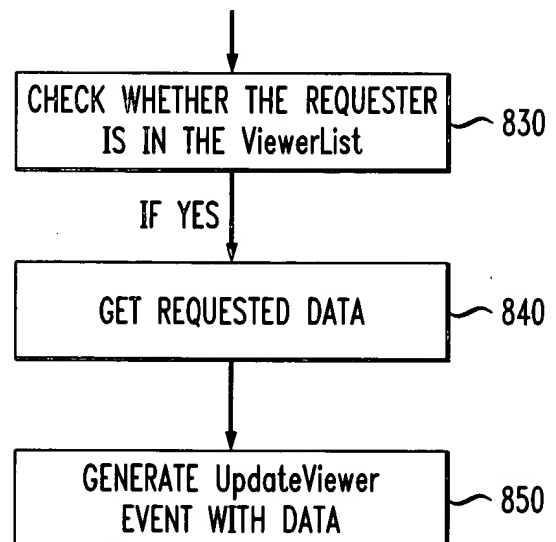 CHECK WHETHER THE REQUESTER
IS IN THE ViewerList
830
IF YES
GET REQUESTED DATA
840
GENERATE UpdateViewer
EVENT WITH DATA
850